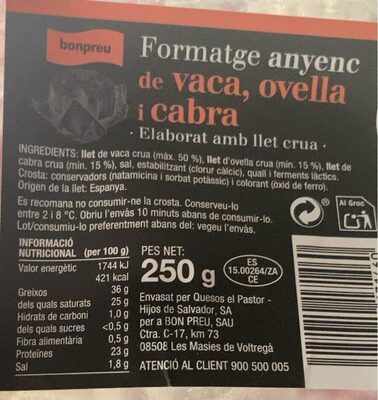 bonpreu
Formatge anyenc
de vaca, ovella
i cabra
· Elaborat amb llet crua ·
INGREDIENTS: llet de vaca crua (màx. 50 %), llet d'ovella crua (mín. 15 %), llet de
cabra crua (mín. 15 %), sal, estabilitzant (clorur càlcic), quall i ferments làctics.
Crosta: conservadors (natamicina i sorbat potàssic) i colorant (òxid de ferro).
Origen de la llet: Espanya.
Es recomana no consumir-ne la crosta. Conserveu-lo
entre 2 i 8 °C. Obriu l'envàs 10 minuts abans de consumir-lo.
Lot/consumiu-lo preferentment abans del: vegeu l'envàs.
Al Groc
INFORMACIÓ
NUTRICIONAL (per 100 g)
Valor energètic 1744 kJ
421 kcal
Greixos 36 g
dels quals saturats 25 g
Hidrats de carboni 1,0 g
dels quals sucres <0,5 g
Fibra alimentària 0,5 g
Proteïnes 23 g
Sal 1,8 g
PES NET:
250 g
ES
15.00264/ZA
CE
Envasat per Quesos el Pastor -
Hijos de Salvador, SA
per a BON PREU, SAU
Ctra. C-17, km 73
08508 Les Masies de Voltregà
ATENCIÓ AL CLIENT 900 500 005